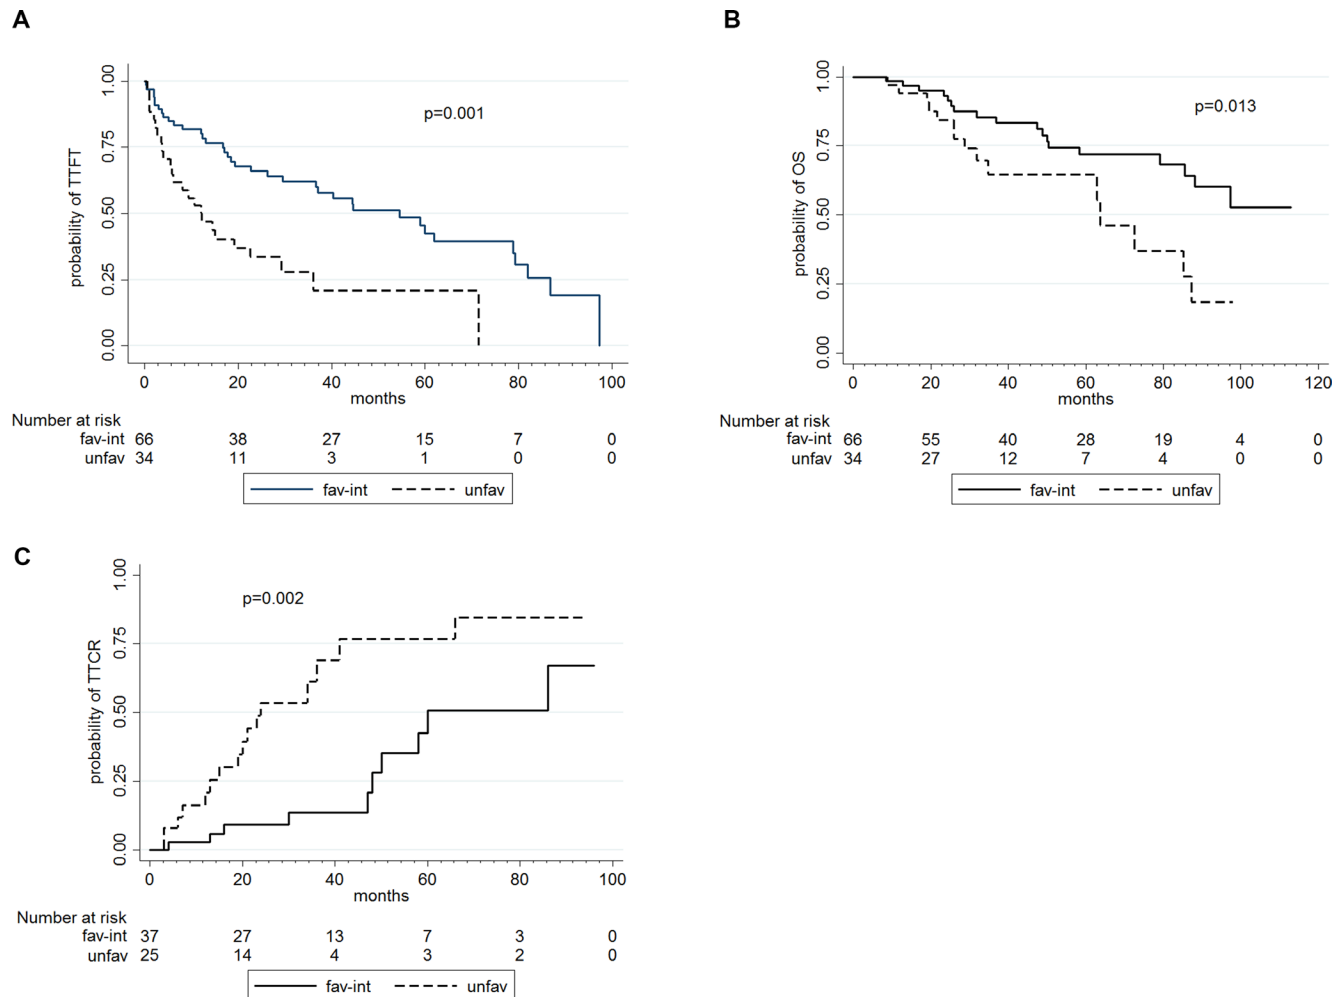 A
p=0.001
probability of TTFT
1.00
0.75
0.50
0.25
0.00
0 20 40 60 80 100
months
Number at risk
fav-int 66 38 27 15 7 0
unfav 34 11 3 1 0 0
fav-int unfav
B
p=0.013
probability of OS
1.00
0.75
0.50
0.25
0.00
0 20 40 60 80 100 120
months
Number at risk
fav-int 66 55 40 28 19 4 0
unfav 34 27 12 7 4 0 0
fav-int unfav
C
p=0.002
probability of TTCR
1.00
0.75
0.50
0.25
0.00
0 20 40 60 80 100
months
Number at risk
fav-int 37 27 13 7 3 0
unfav 25 14 4 3 2 0
fav-int unfav